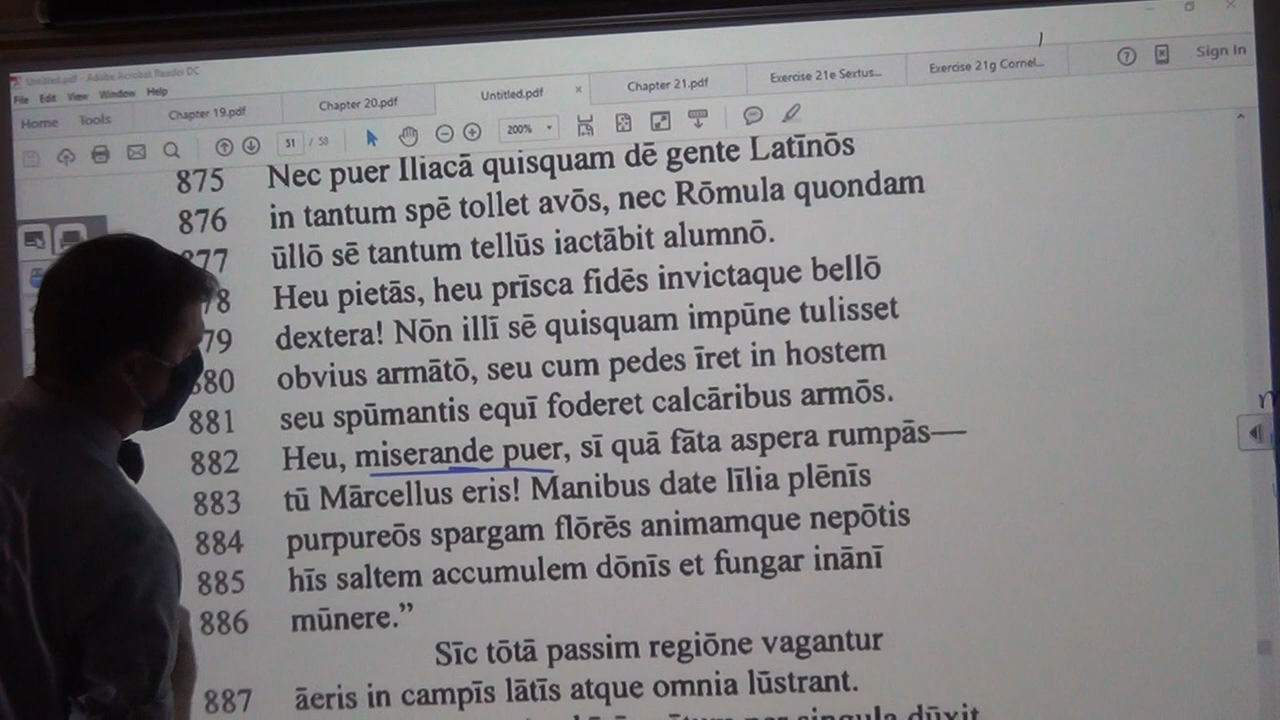 Untitled.pdf - Adobe Acrobat Reader DC
File Edit View Window Help
Home Tools Chapter 19.pdf Chapter 20.pdf Untitled.pdf × Chapter 21.pdf Exercise 21e Sextus... Exercise 21g Cornel... Sign In
51 / 58 200%
875 Nec puer Iliacā quisquam dē gente Latīnōs
876 in tantum spē tollet avōs, nec Rōmula quondam
877 ūllō sē tantum tellūs iactābit alumnō.
78 Heu pietās, heu prīsca fidēs invictaque bellō
79 dextera! Nōn illī sē quisquam impūne tulisset
880 obvius armātō, seu cum pedes īret in hostem
881 seu spūmantis equī foderet calcāribus armōs.
882 Heu, miserande puer, sī quā fāta aspera rumpās—
883 tū Mārcellus eris! Manibus date līlia plēnīs
884 purpureōs spargam flōrēs animamque nepōtis
885 hīs saltem accumulem dōnīs et fungar inānī
886 mūnere.”
Sīc tōtā passim regiōne vagantur
887 āeris in campīs lātīs atque omnia lūstrant.
singula dūxit